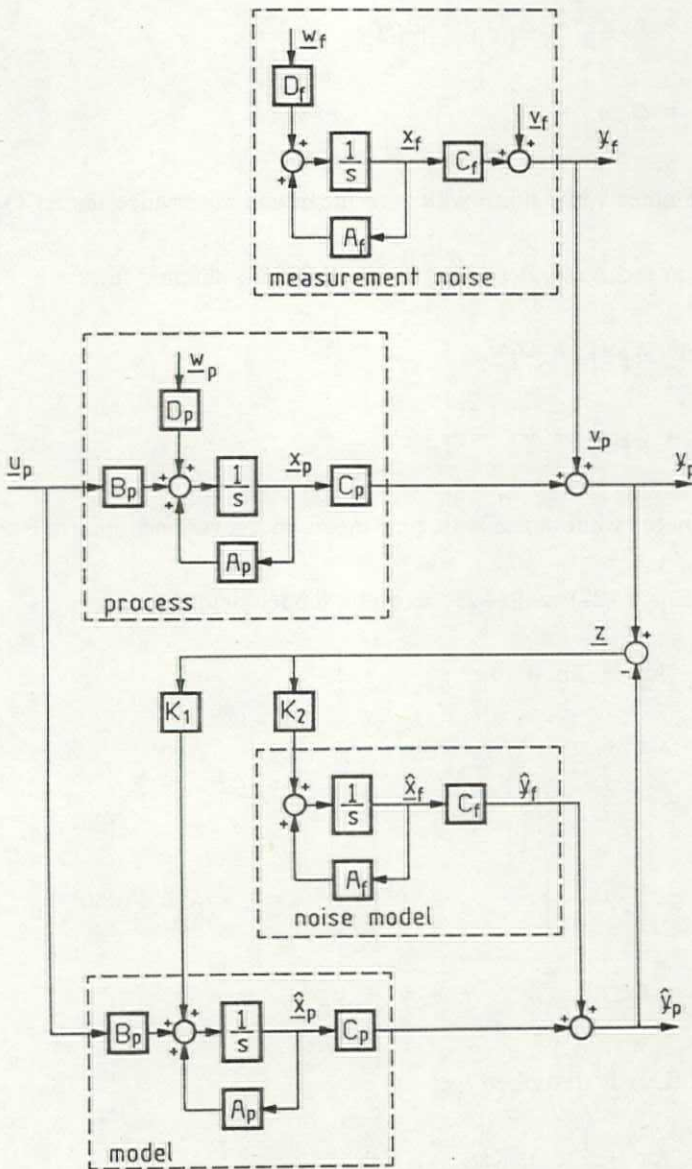 w_f
D_f
v_f
+ 1/s x_f C_f + + y_f
+
A_f
measurement noise
w_p
D_p
v_p
u_p B_p + + 1/s x_p C_p + + y_p
+
A_p
process
z +
-
K_1 K_2
+ 1/s x̂_f C_f ŷ_f
+
A_f
noise model
B_p + + 1/s x̂_p C_p + + ŷ_p
+
A_p
model